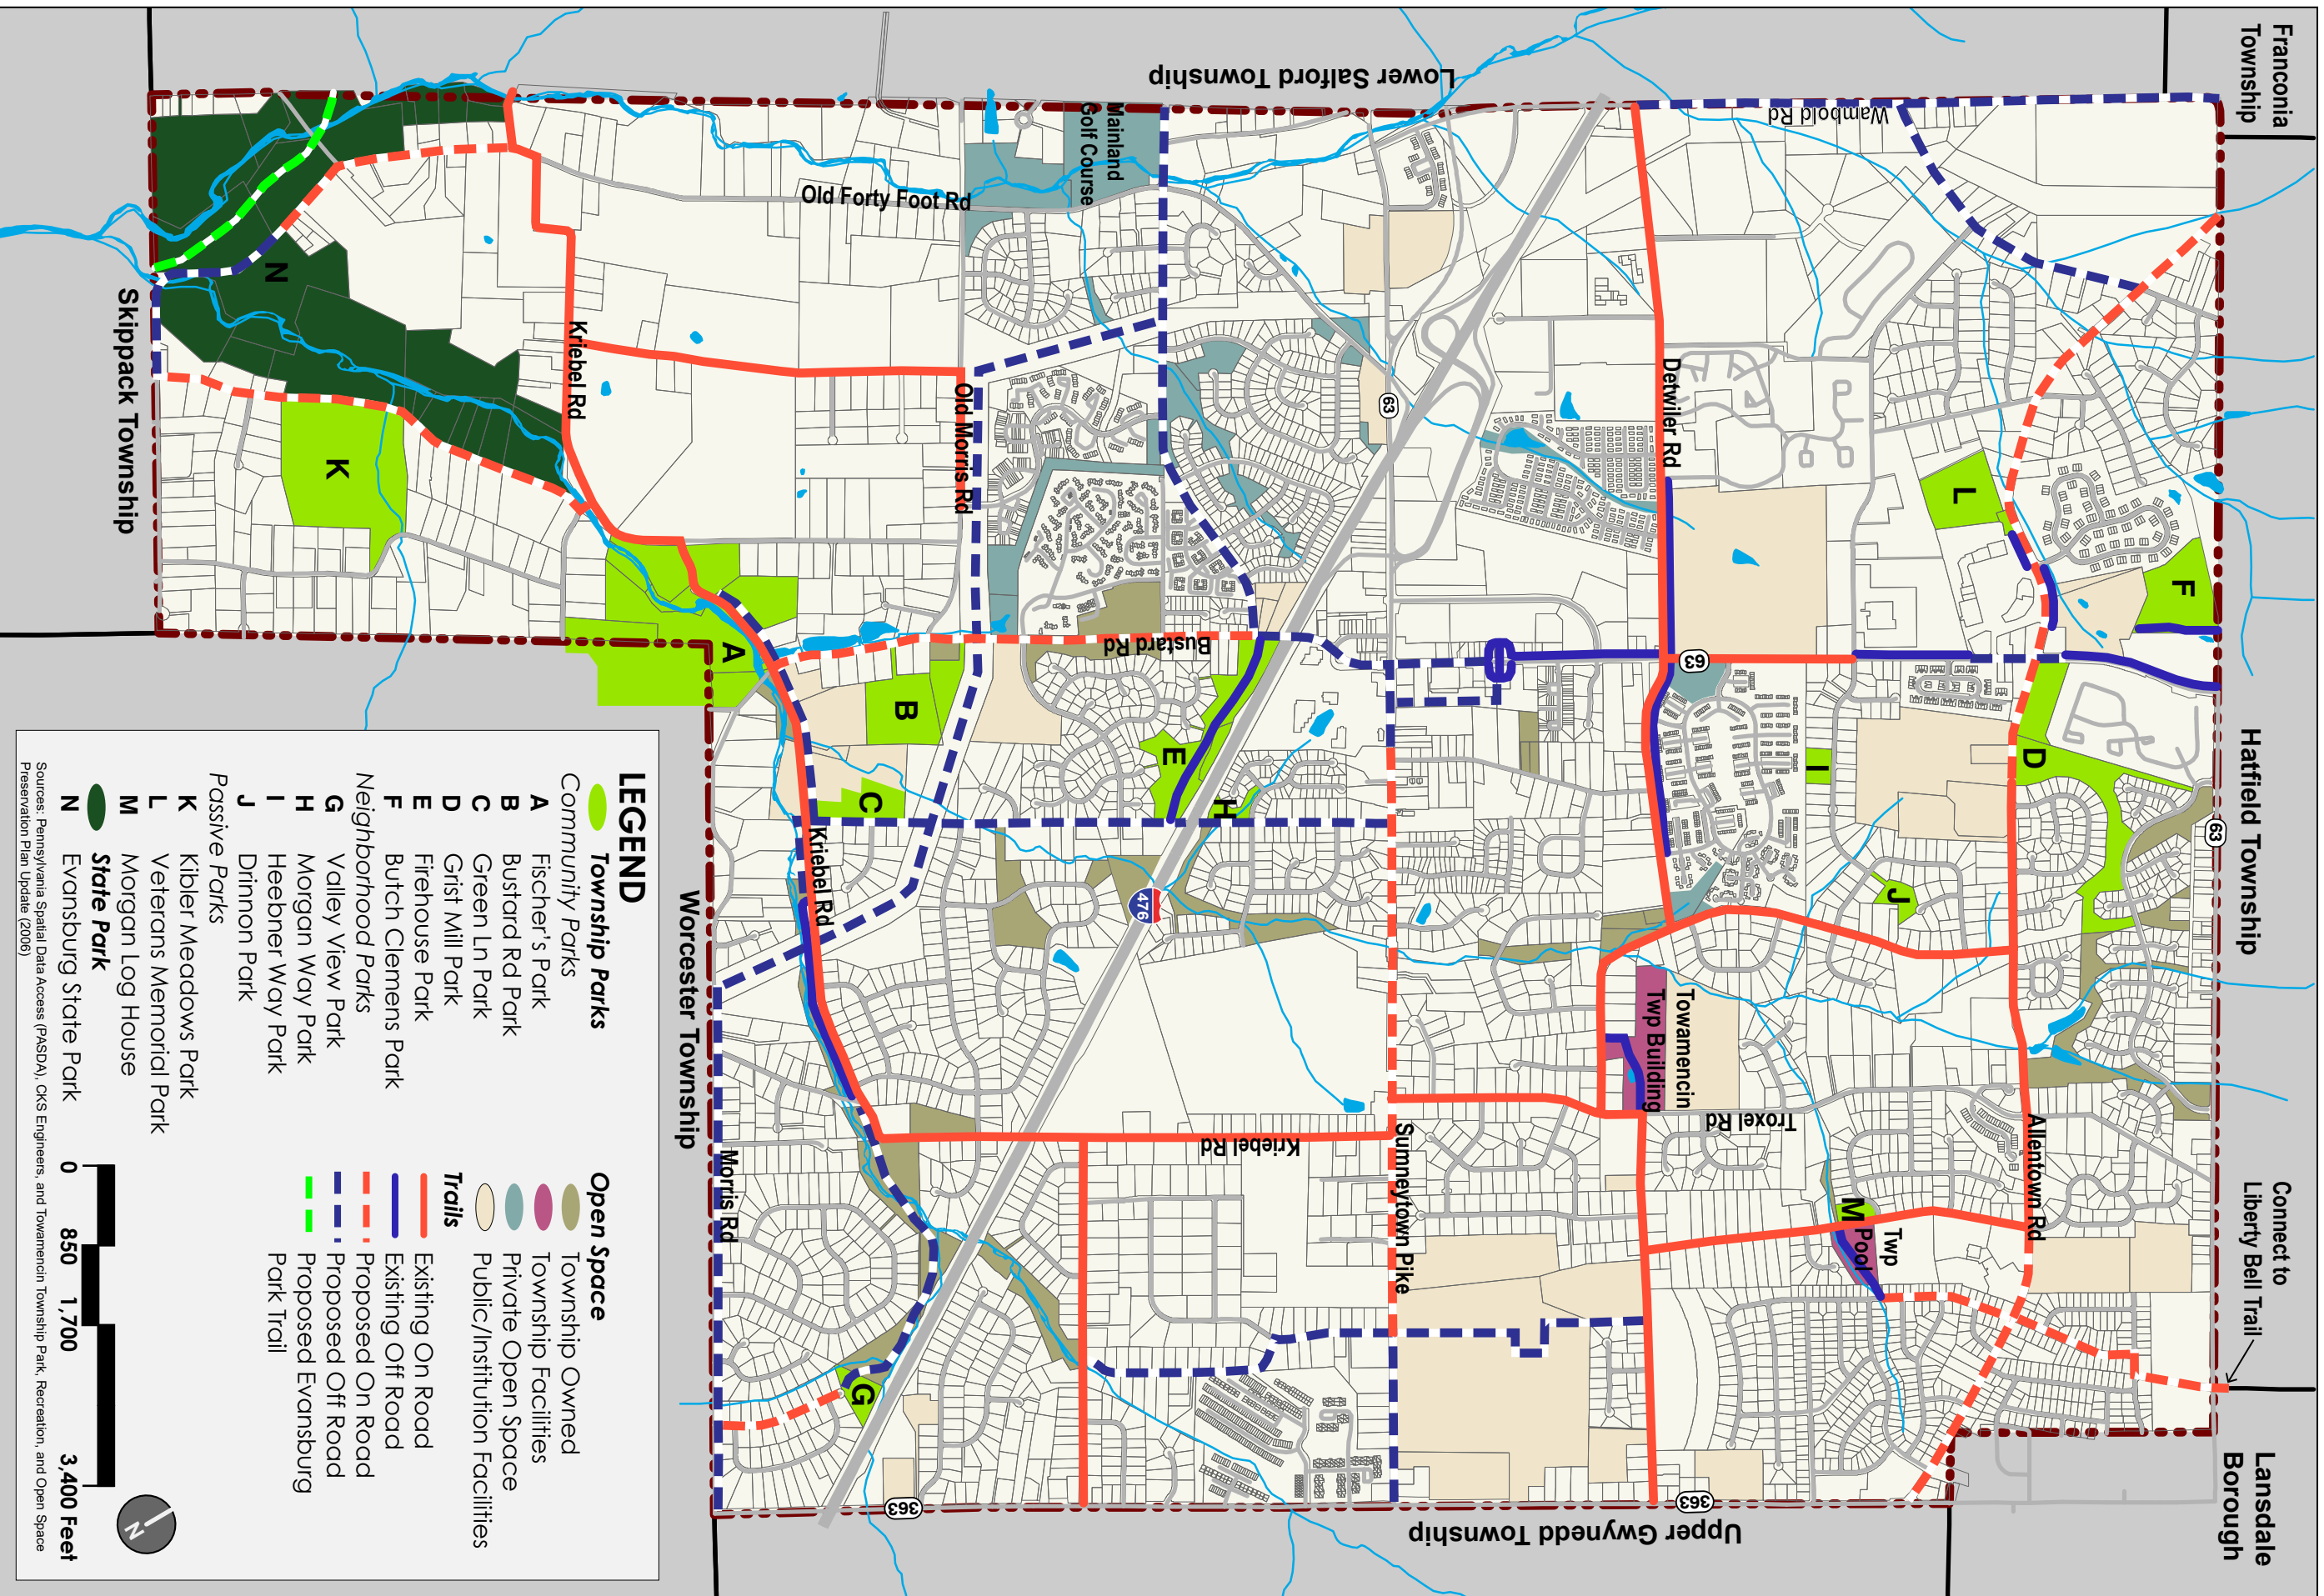 Franconia
Township
Lower Salford Township
Wambold Rd
Mainland
Golf Course
Old Forty Foot Rd
N
Skippack Township
Kriebel Rd
Old Morris Rd
63
Detwiler Rd
L
F
K
A
Bustard Rd
B
E
C
H
63
I
D
J
63
Hatfield Township
Kriebel Rd
476
Worcester Township
Towamencin
Twp Building
Troxel Rd
Kriebel Rd
Sumneytown Pike
Morris Rd
Allentown Rd
M
Twp
Pool
G
Connect to
Liberty Bell Trail
363
363
Upper Gwynedd Township
Lansdale
Borough
LEGEND
Township Parks
Community Parks
A Fischer's Park
B Bustard Rd Park
C Green Ln Park
D Grist Mill Park
E Firehouse Park
F Butch Clemens Park
Neighborhood Parks
G Valley View Park
H Morgan Way Park
I Heebner Way Park
J Drinnon Park
Passive Parks
K Kibler Meadows Park
L Veterans Memorial Park
M Morgan Log House
State Park
N Evansburg State Park
Open Space
Township Owned
Township Facilities
Private Open Space
Public/Institution Facilities
Trails
Existing On Road
Existing Off Road
Proposed On Road
Proposed Off Road
Proposed Evansburg
Park Trail
0 850 1,700 3,400 Feet
N
Sources: Pennsylvania Spatial Data Access (PASDA), CKS Engineers, and Towamencin Township Park, Recreation, and Open Space
Preservation Plan Update (2006)